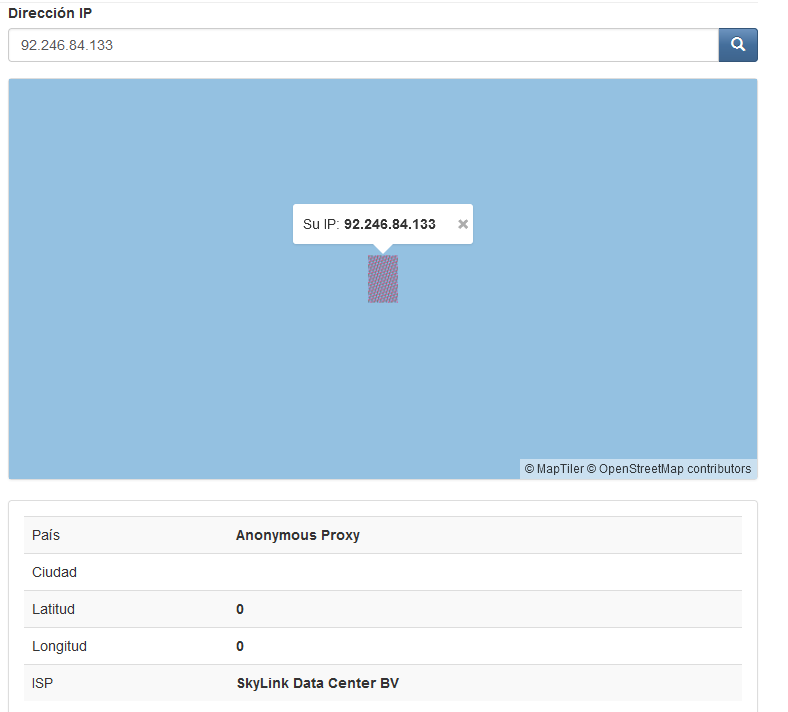 Dirección IP
92.246.84.133
Su IP: 92.246.84.133 ×
© MapTiler © OpenStreetMap contributors
País Anonymous Proxy
Ciudad
Latitud 0
Longitud 0
ISP SkyLink Data Center BV